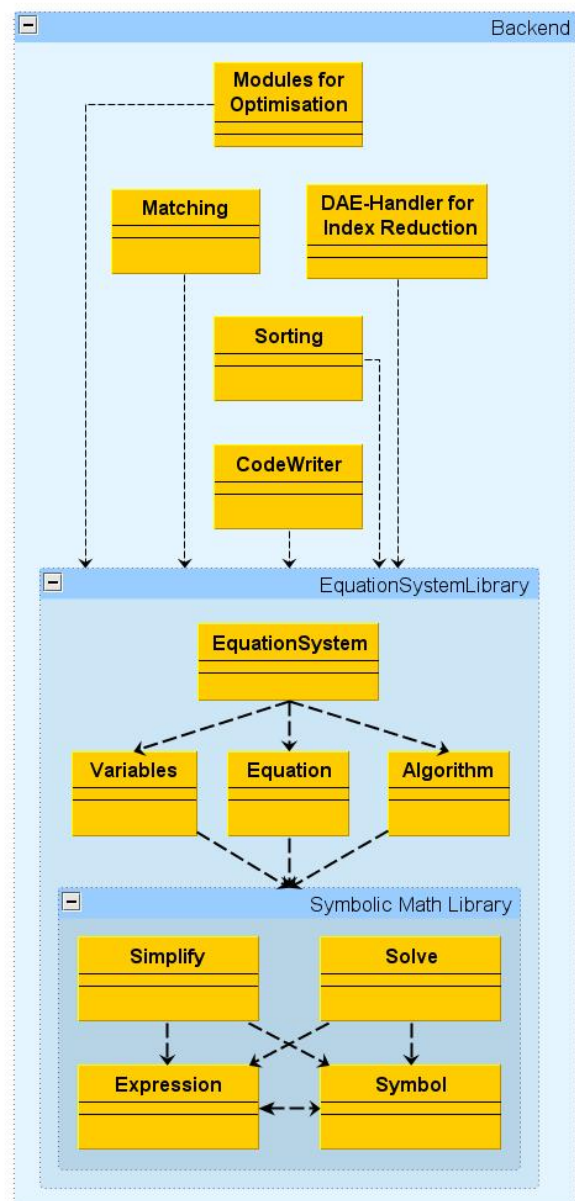 Backend
Modules for
Optimisation
Matching
DAE-Handler for
Index Reduction
Sorting
CodeWriter
EquationSystemLibrary
EquationSystem
Variables
Equation
Algorithm
Symbolic Math Library
Simplify
Solve
Expression
Symbol